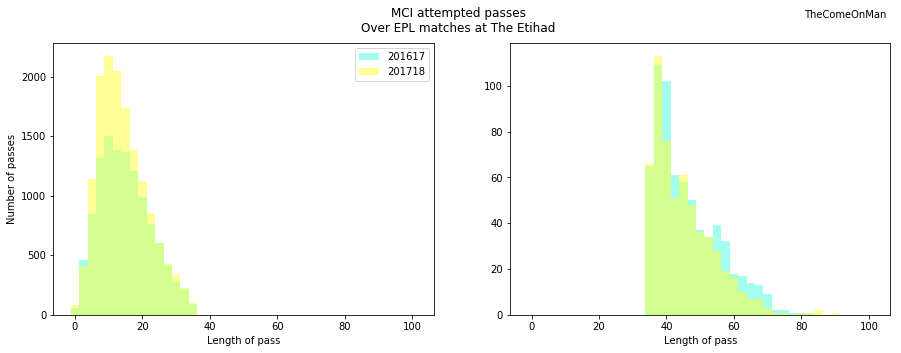 MCI attempted passes
Over EPL matches at The Etihad
TheComeOnMan
201617
201718
Number of passes
2000
1500
1000
500
0
0 20 40 60 80 100
Length of pass
100
80
60
40
20
0
0 20 40 60 80 100
Length of pass